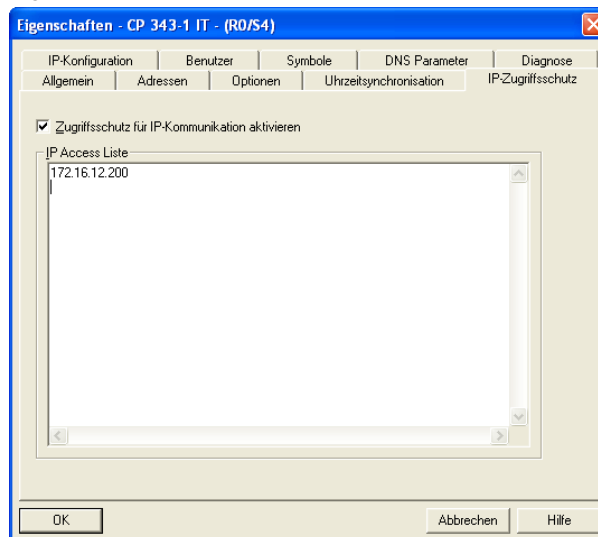 Eigenschaften - CP 343-1 IT - (R0/S4)
IP-Konfiguration Benutzer Symbole DNS Parameter Diagnose
Allgemein Adressen Optionen Uhrzeitsynchronisation IP-Zugriffsschutz
Zugriffsschutz für IP-Kommunikation aktivieren
IP Access Liste
172.16.12.200
OK Abbrechen Hilfe